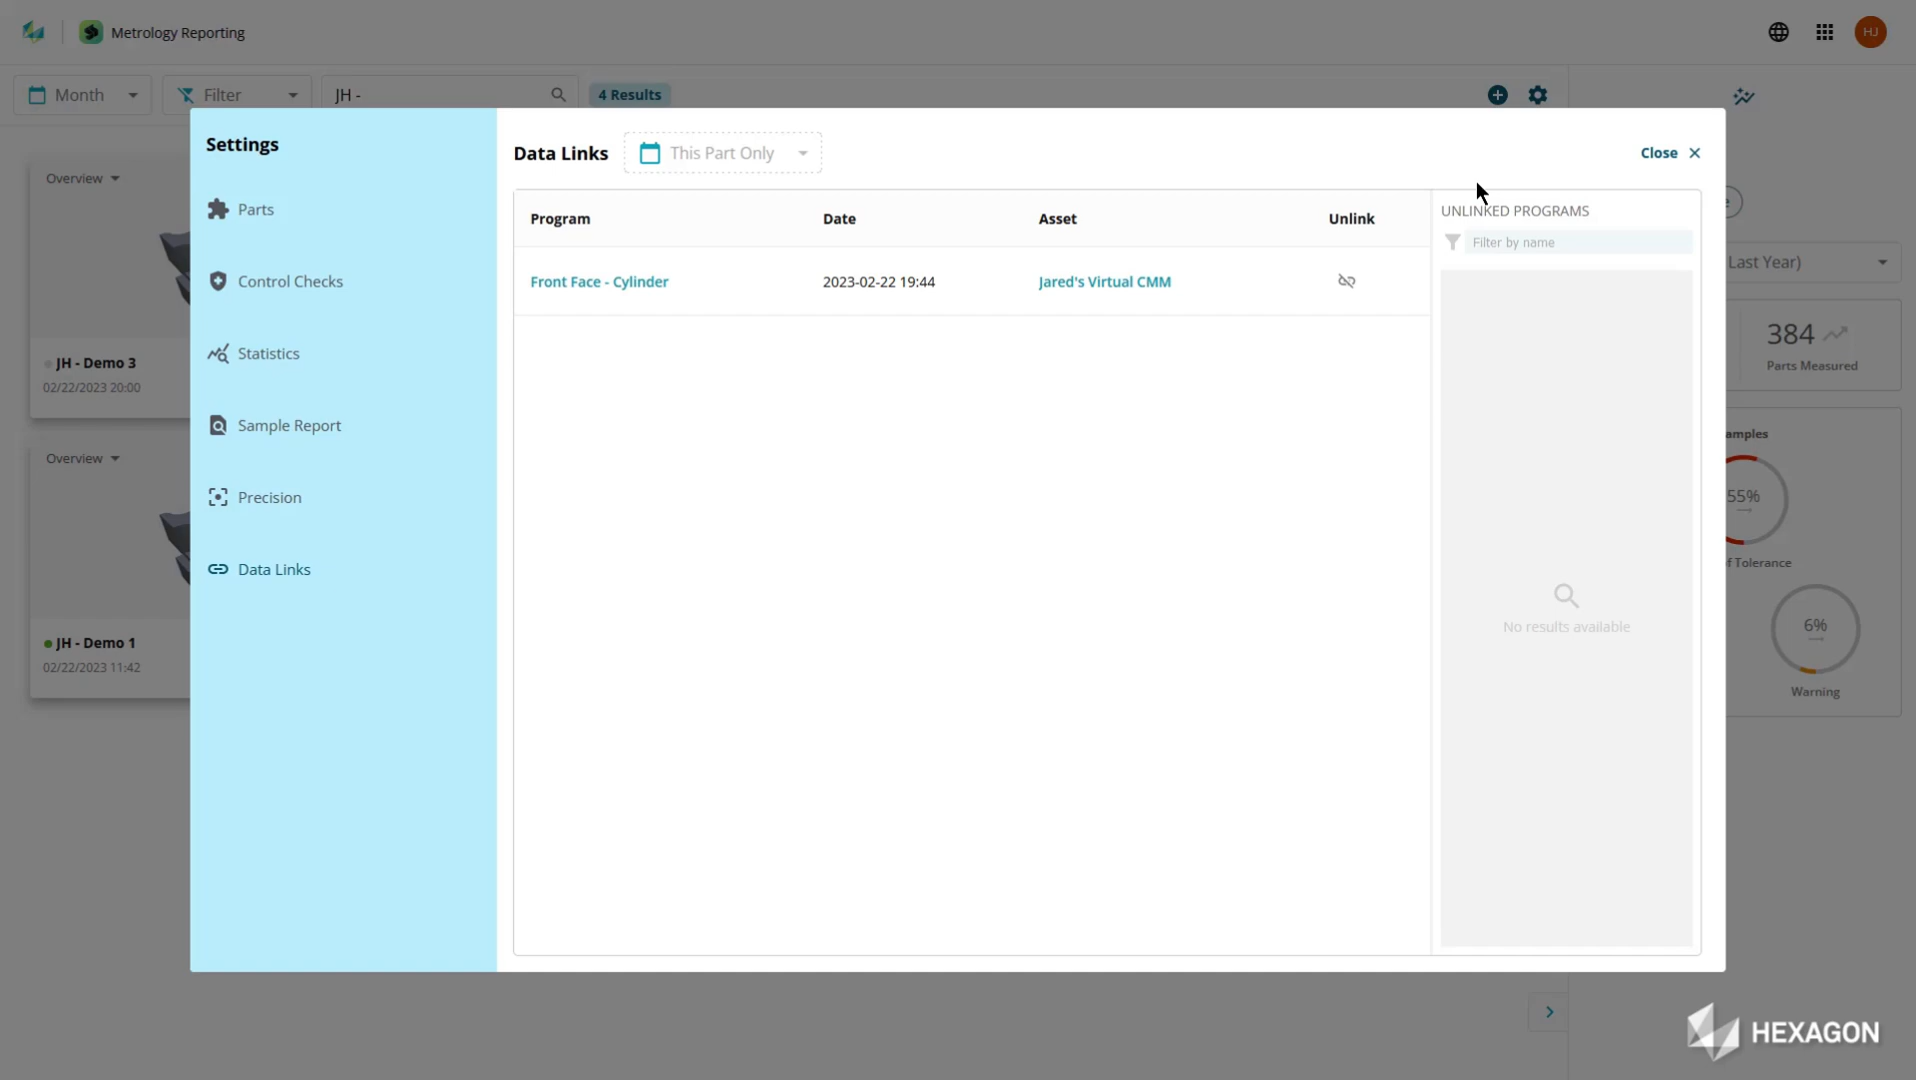 Metrology Reporting
HJ
Month
Filter
JH -
4 Results
Settings
Parts
Control Checks
Statistics
Sample Report
Precision
Data Links
Data Links
This Part Only
Close
Program
Date
Asset
Unlink
Front Face - Cylinder
2023-02-22 19:44
Jared's Virtual CMM
UNLINKED PROGRAMS
Filter by name
No results available
Overview
JH - Demo 3
02/22/2023 20:00
Overview
JH - Demo 1
02/22/2023 11:42
Last Year)
384
Parts Measured
amples
55%
f Tolerance
6%
Warning
HEXAGON